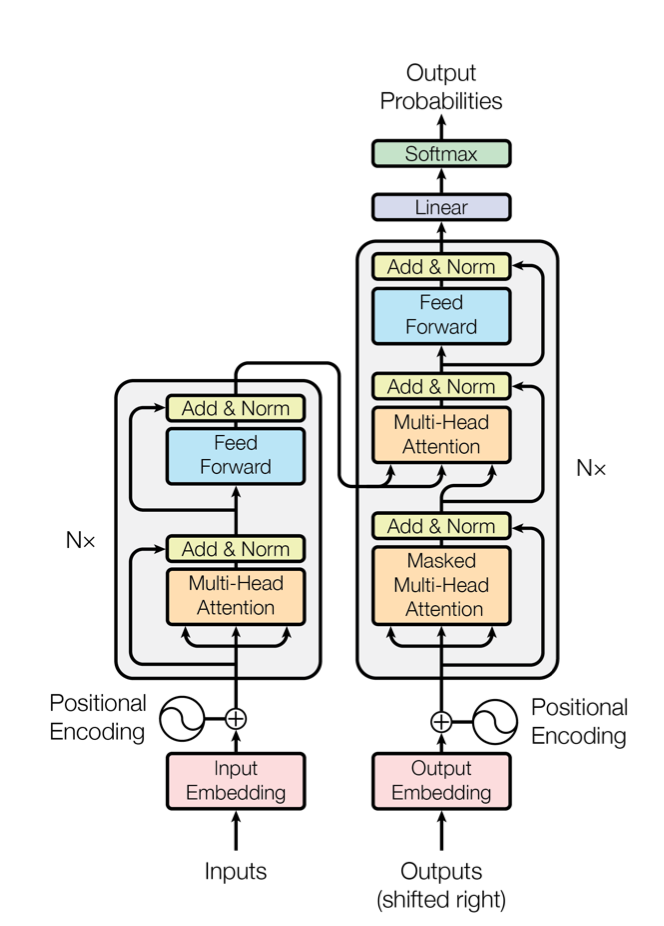 Output
Probabilities
Softmax
Linear
Add & Norm
Feed
Forward
Add & Norm
Multi-Head
Attention
Add & Norm
Masked
Multi-Head
Attention
Nx
Add & Norm
Feed
Forward
Add & Norm
Multi-Head
Attention
N×
Positional
Encoding
Positional
Encoding
Input
Embedding
Output
Embedding
Inputs
Outputs
(shifted right)